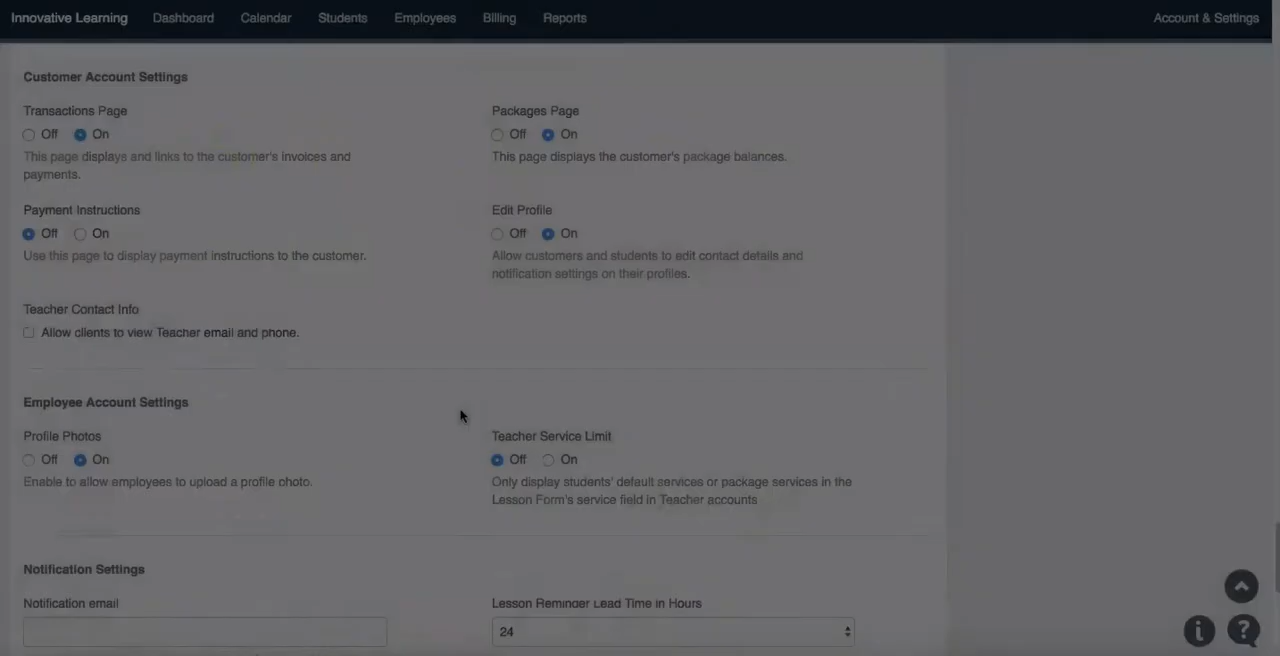 Innovative Learning Dashboard Calendar Students Employees Billing Reports Account & Settings
Customer Account Settings
Transactions Page
Off On
This page displays and links to the customer's invoices and
payments.
Packages Page
Off On
This page displays the customer's package balances.
Payment Instructions
Off On
Use this page to display payment instructions to the customer.
Edit Profile
Off On
Allow customers and students to edit contact details and
notification settings on their profiles.
Teacher Contact Info
Allow clients to view Teacher email and phone.
Employee Account Settings
Profile Photos
Off On
Enable to allow employees to upload a profile photo.
Teacher Service Limit
Off On
Only display students' default services or package services in the
Lesson Form's service field in Teacher accounts
Notification Settings
Notification email
Lesson Reminder Lead Time in Hours
24